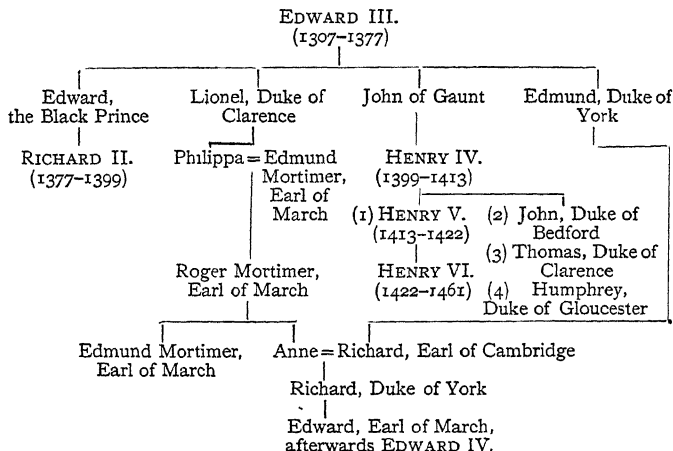 EDWARD III.
(1307–1377)
Edward, the Black Prince
Lionel, Duke of Clarence
John of Gaunt
Edmund, Duke of York
RICHARD II.
(1377–1399)
Philippa = Edmund Mortimer, Earl of March
HENRY IV.
(1399–1413)
(1) HENRY V.
(1413–1422)
(2) John, Duke of Bedford
(3) Thomas, Duke of Clarence
(4) Humphrey, Duke of Gloucester
Roger Mortimer, Earl of March
HENRY VI.
(1422–1461)
Edmund Mortimer, Earl of March
Anne = Richard, Earl of Cambridge
Richard, Duke of York
Edward, Earl of March,
afterwards EDWARD IV.